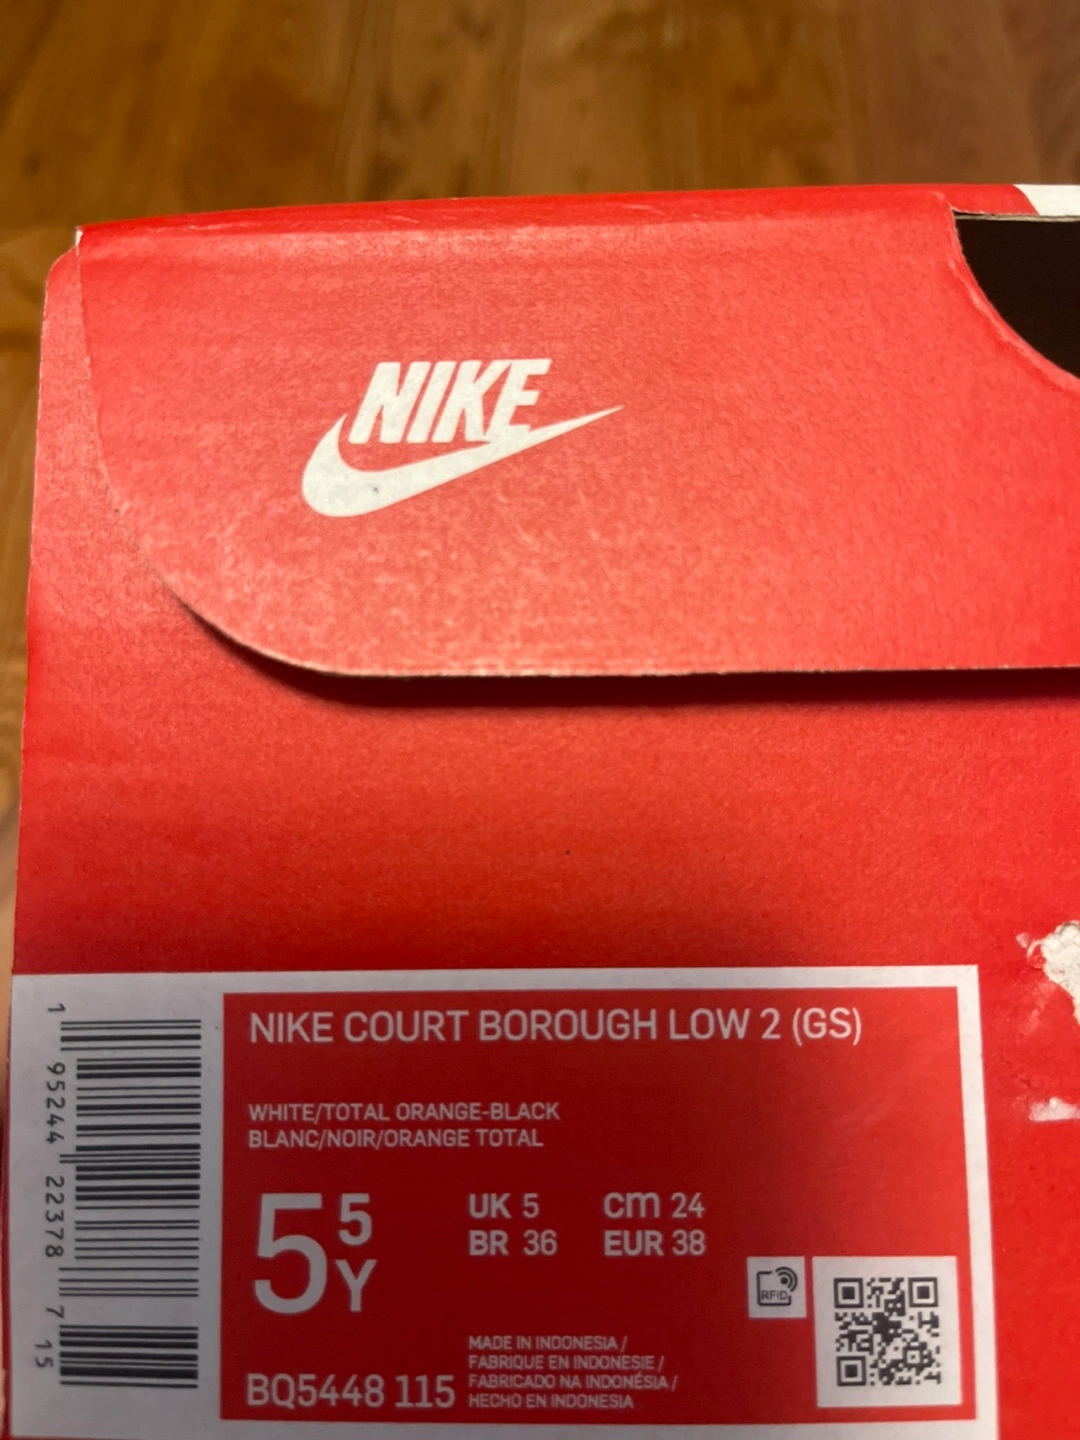 NIKE
NIKE COURT BOROUGH LOW 2 (GS)
WHITE/TOTAL ORANGE-BLACK
BLANC/NOIR/ORANGE TOTAL
5 5 Y
UK 5 cm 24
BR 36 EUR 38
RFID
MADE IN INDONESIA /
FABRIQUE EN INDONESIE /
FABRICADO NA INDONÉSIA /
HECHO EN INDONESIA
BQ5448 115
1 95244 22378 7 15